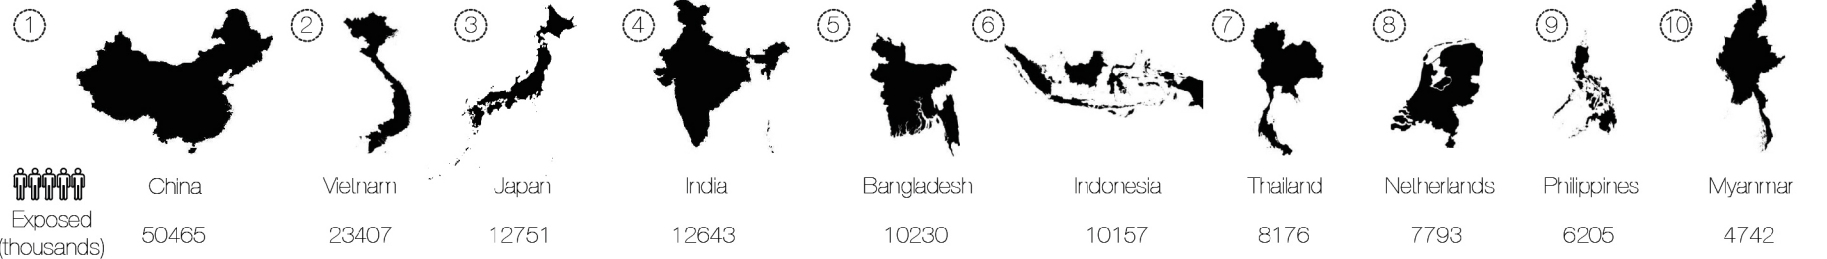 1 2 3 4 5 6 7 8 9 10
China Vietnam Japan India Bangladesh Indonesia Thailand Netherlands Philippines Myanmar
Exposed
(thousands)
50465 23407 12751 12643 10230 10157 8176 7793 6205 4742